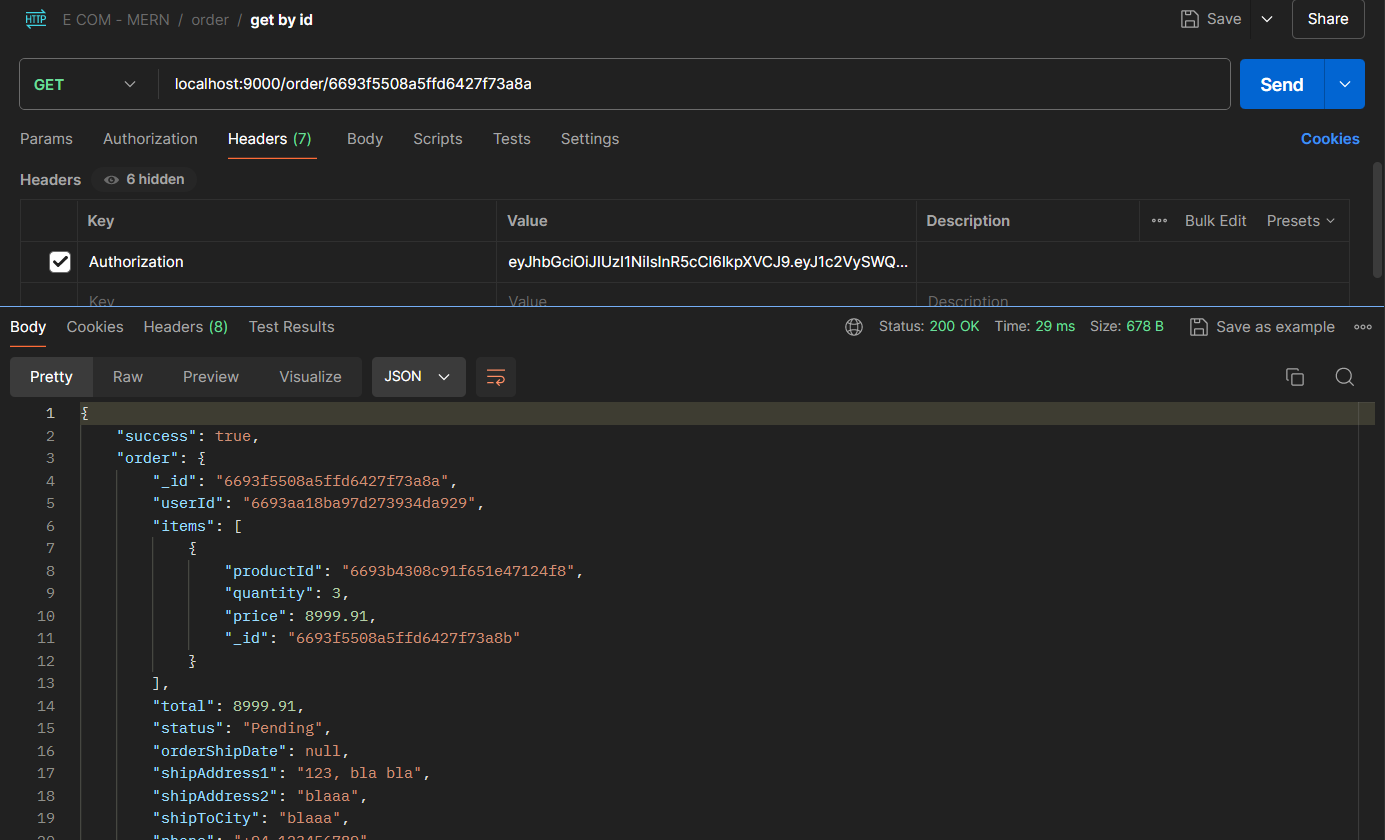 HTTP E COM - MERN / order / get by id Save Share
GET localhost:9000/order/6693f5508a5ffd6427f73a8a Send
Params Authorization Headers (7) Body Scripts Tests Settings Cookies
Headers 6 hidden
Key Value Description ••• Bulk Edit Presets
Authorization eyJhbGciOiJIUzI1NiIsInR5cCI6IkpXVCJ9.eyJ1c2VySWQ...
Key Value Description
Body Cookies Headers (8) Test Results Status: 200 OK Time: 29 ms Size: 678 B Save as example
Pretty Raw Preview Visualize JSON
1 {
2 "success": true,
3 "order": {
4 "_id": "6693f5508a5ffd6427f73a8a",
5 "userId": "6693aa18ba97d273934da929",
6 "items": [
7 {
8 "productId": "6693b4308c91f651e47124f8",
9 "quantity": 3,
10 "price": 8999.91,
11 "_id": "6693f5508a5ffd6427f73a8b"
12 }
13 ],
14 "total": 8999.91,
15 "status": "Pending",
16 "orderShipDate": null,
17 "shipAddress1": "123, bla bla",
18 "shipAddress2": "blaaa",
19 "shipToCity": "blaaa",
20 "phone": "+94 123456789"